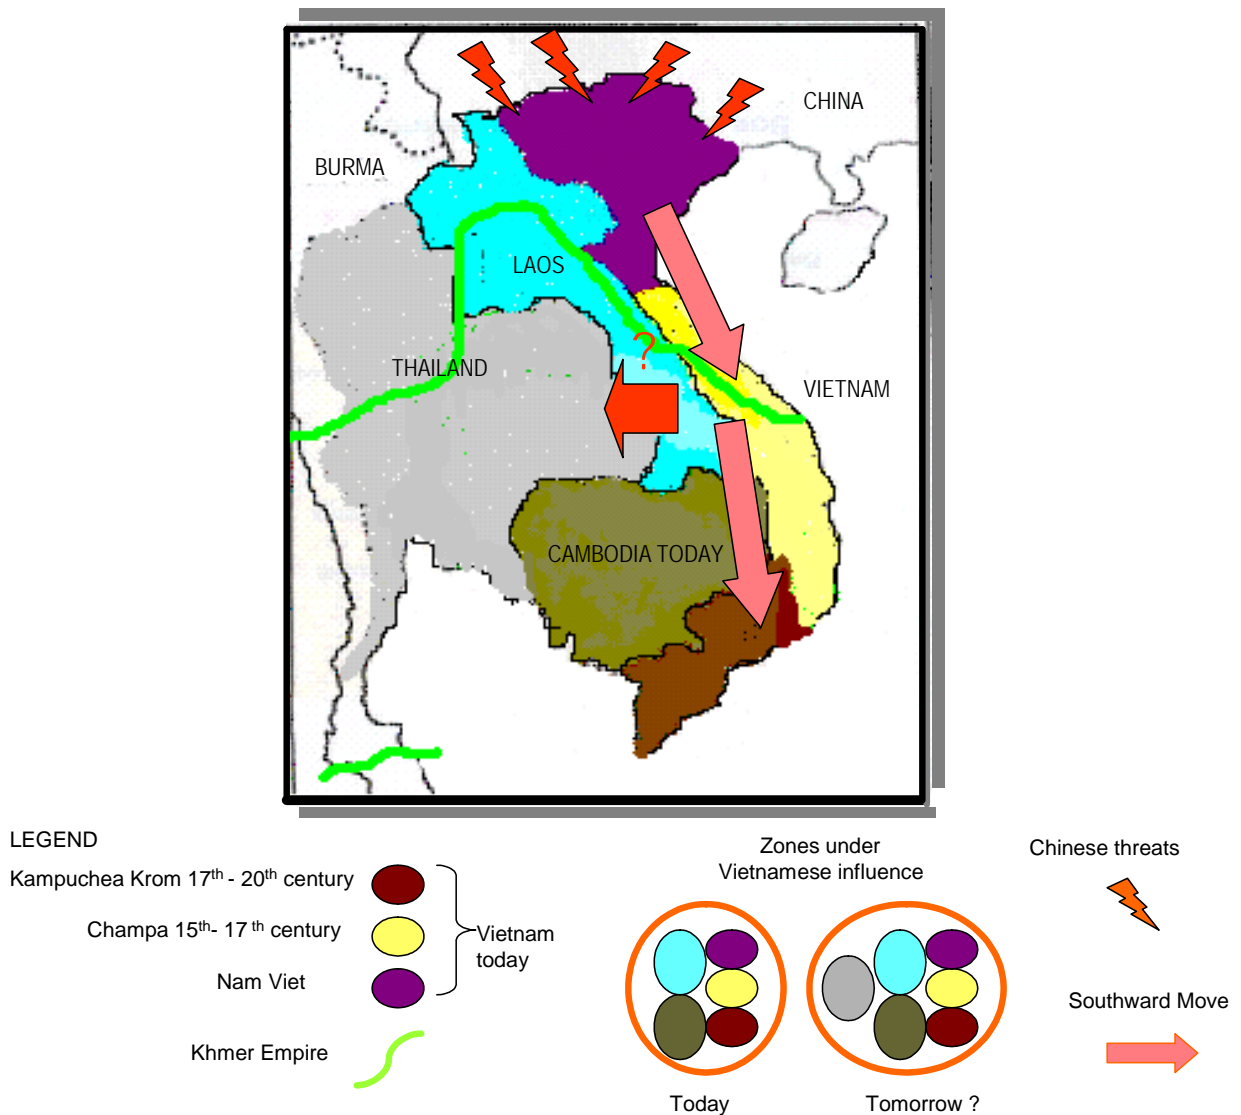 CHINA
BURMA
LAOS
?
THAILAND
VIETNAM
CAMBODIA TODAY
LEGEND
Kampuchea Krom 17th - 20th century
Champa 15th- 17 th century
Nam Viet
Vietnam
today
Khmer Empire
Zones under
Vietnamese influence
Today
Tomorrow ?
Chinese threats
Southward Move